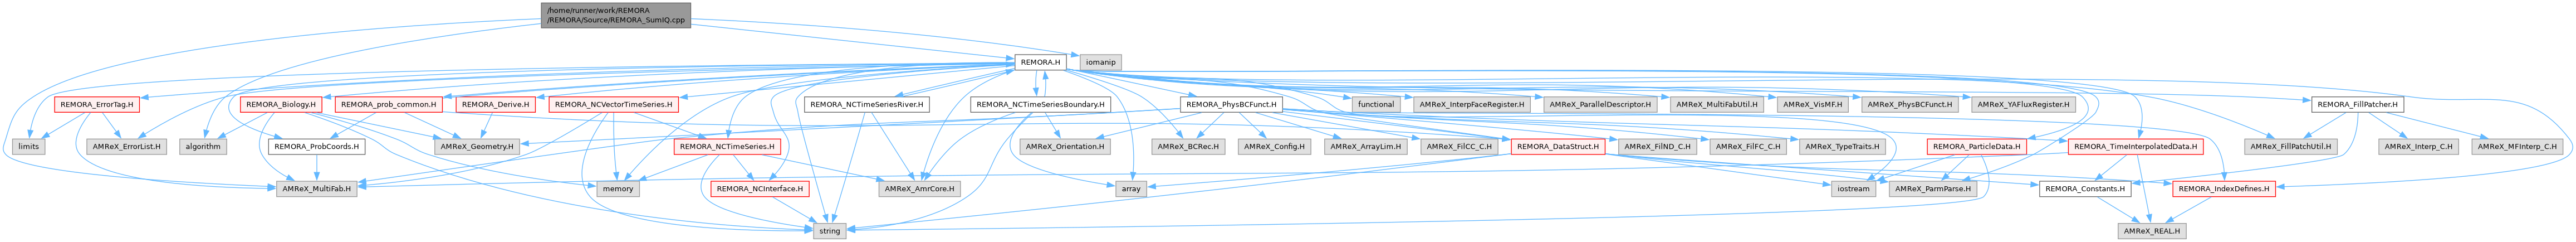 /home/runner/work/REMORA
/REMORA/Source/REMORA_SumIQ.cpp
REMORA.H
iomanip
REMORA_ErrorTag.H
REMORA_Biology.H
REMORA_prob_common.H
REMORA_Derive.H
REMORA_NCVectorTimeSeries.H
REMORA_NCTimeSeriesRiver.H
REMORA_NCTimeSeriesBoundary.H
REMORA_PhysBCFunct.H
functional
AMReX_InterpFaceRegister.H
AMReX_ParallelDescriptor.H
AMReX_MultiFabUtil.H
AMReX_VisMF.H
AMReX_PhysBCFunct.H
AMReX_YAFluxRegister.H
REMORA_FillPatcher.H
limits
AMReX_ErrorList.H
algorithm
REMORA_ProbCoords.H
AMReX_Geometry.H
REMORA_NCTimeSeries.H
AMReX_Orientation.H
AMReX_BCRec.H
AMReX_Config.H
AMReX_ArrayLim.H
AMReX_FilCC_C.H
REMORA_DataStruct.H
AMReX_FilND_C.H
AMReX_FilFC_C.H
AMReX_TypeTraits.H
REMORA_ParticleData.H
REMORA_TimeInterpolatedData.H
AMReX_FillPatchUtil.H
AMReX_Interp_C.H
AMReX_MFInterp_C.H
AMReX_MultiFab.H
memory
REMORA_NCInterface.H
AMReX_AmrCore.H
array
iostream
AMReX_ParmParse.H
REMORA_Constants.H
REMORA_IndexDefines.H
string
AMReX_REAL.H